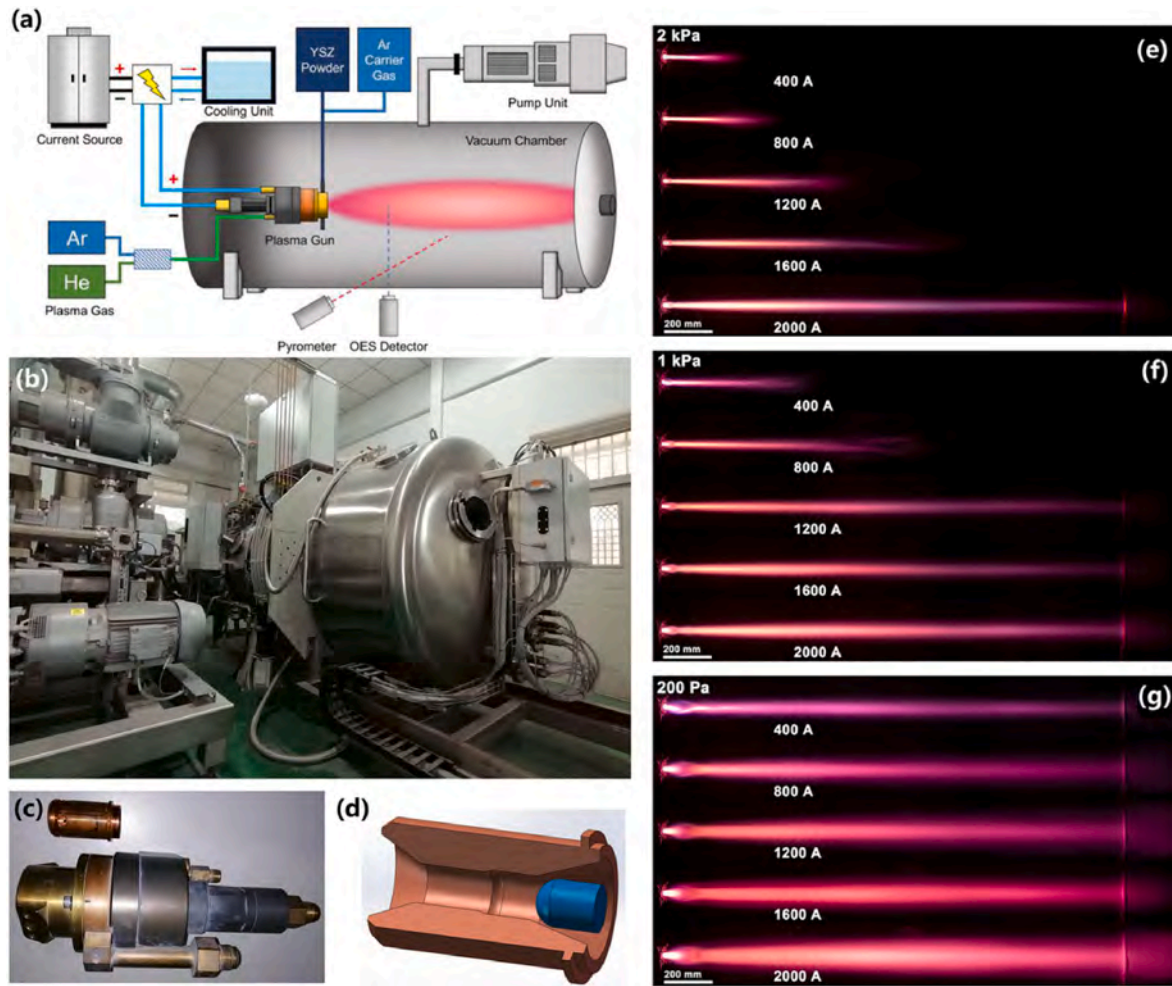 (a)
YSZ
Powder
Ar
Carrier
Gas
+
−
Current Source
Cooling Unit
Pump Unit
Vacuum Chamber
+
−
Plasma Gun
Ar
He
Plasma Gas
Pyrometer
OES Detector
(b)
(c)
(d)
2 kPa
(e)
400 A
800 A
1200 A
1600 A
2000 A
200 mm
1 kPa
(f)
400 A
800 A
1200 A
1600 A
2000 A
200 mm
200 Pa
(g)
400 A
800 A
1200 A
1600 A
2000 A
200 mm